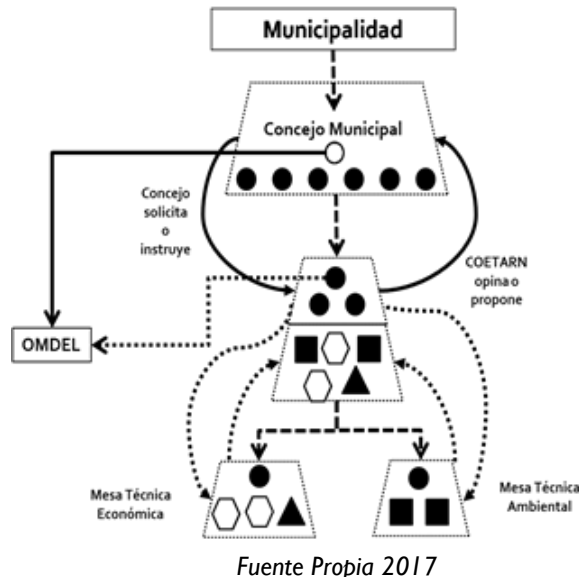 Municipalidad
Concejo Municipal
Concejo
solicita
o
instruye
COETARN
opina o
propone
OMDEL
Mesa Técnica
Económica
Mesa Técnica
Ambiental
Fuente Propia 2017